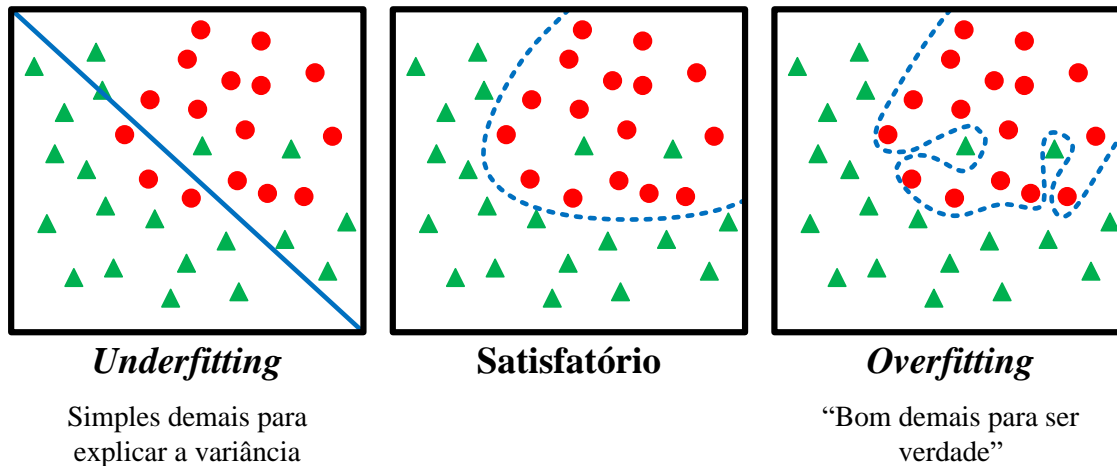 Underfitting
Satisfatório
Overfitting
Simples demais para
explicar a variância
“Bom demais para ser
verdade”